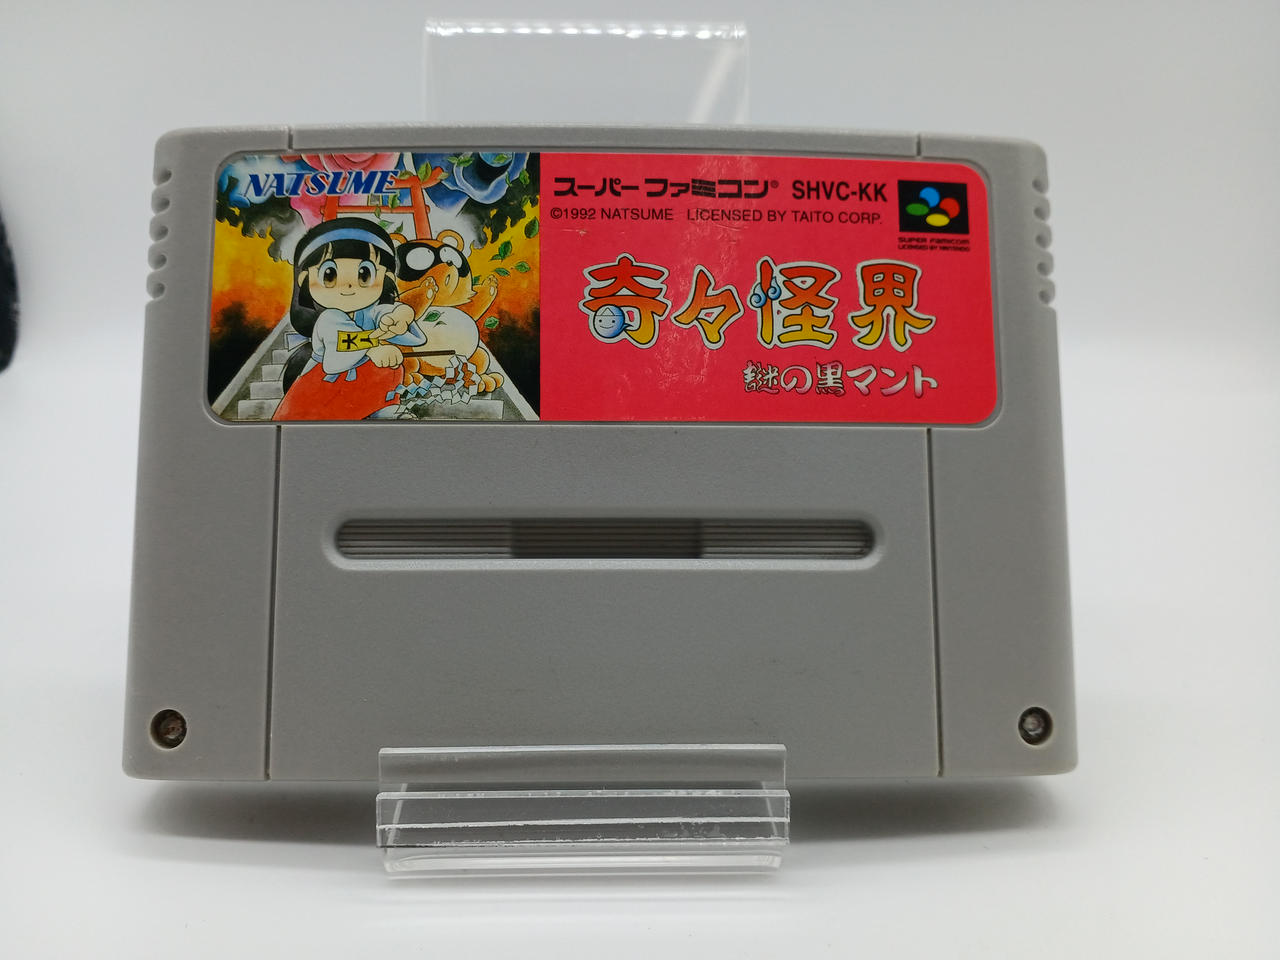 NATSUME
スーパーファミコン® SHVC-KK
©1992 NATSUME LICENSED BY TAITO CORP.
SUPER FAMICOM
LICENSED BY NINTENDO
奇々怪界
謎の黒マント